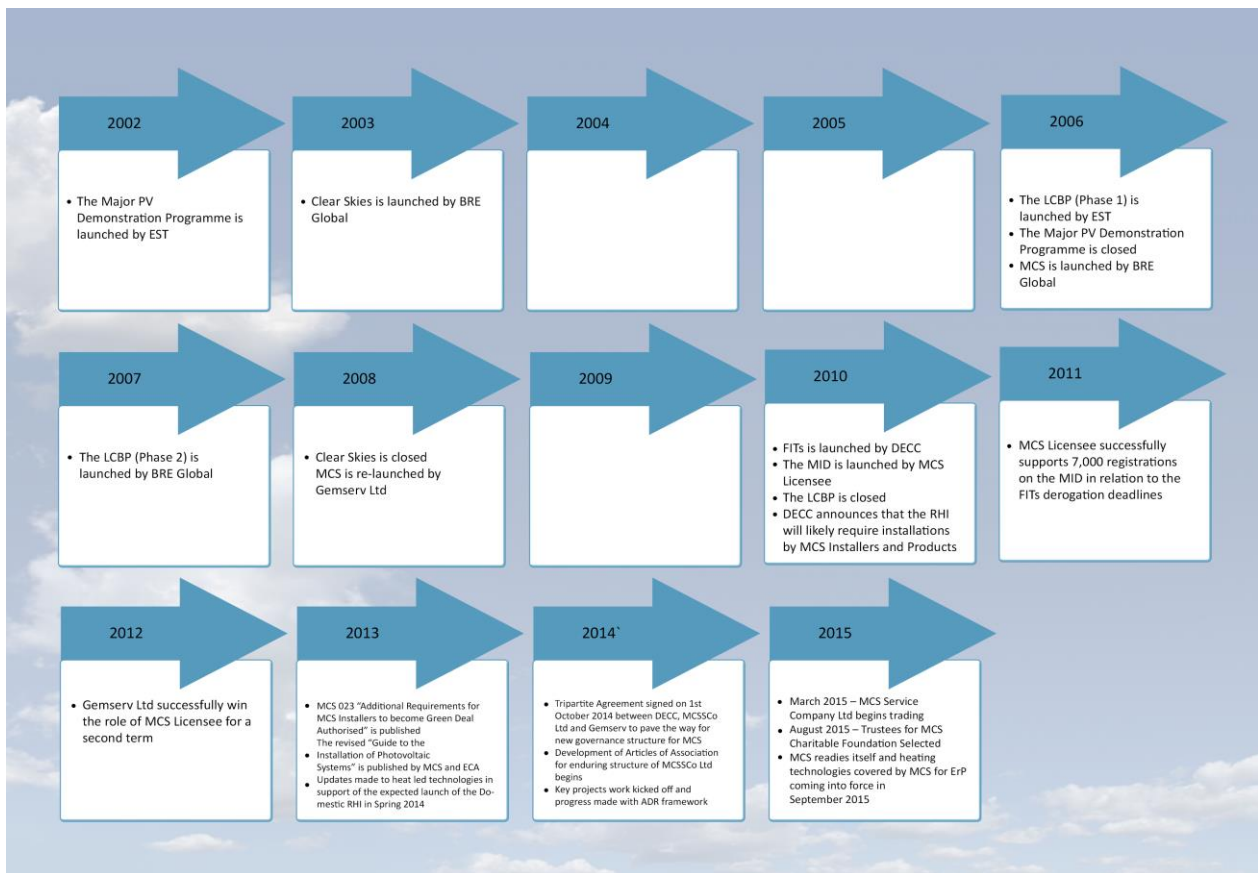 2002
• The Major PV
Demonstration Programme is
launched by EST
2003
• Clear Skies is launched by BRE
Global
2004
2005
2006
• The LCBP (Phase 1) is
launched by EST
• The Major PV Demonstration
Programme is closed
• MCS is launched by BRE
Global
2007
• The LCBP (Phase 2) is
launched by BRE Global
2008
• Clear Skies is closed
MCS is re-launched by
Gemserv Ltd
2009
2010
• FITs is launched by DECC
• The MID is launched by MCS
Licensee
• The LCBP is closed
• DECC announces that the RHI
will likely require installations
by MCS Installers and Products
2011
• MCS Licensee successfully
supports 7,000 registrations
on the MID in relation to the
FITs derogation deadlines
2012
• Gemserv Ltd successfully win
the role of MCS Licensee for a
second term
2013
• MCS 023 “Additional Requirements for
MCS Installers to become Green Deal
Authorised” is published
The revised “Guide to the
• Installation of Photovoltaic
Systems” is published by MCS and ECA
• Updates made to heat led technologies in
support of the expected launch of the Do-
mestic RHI in Spring 2014
2014`
• Tripartite Agreement signed on 1st
October 2014 between DECC, MCSSCo
Ltd and Gemserv to pave the way for
new governance structure for MCS
• Development of Articles of Association
for enduring structure of MCSSCo Ltd
begins
• Key projects work kicked off and
progress made with ADR framework
2015
• March 2015 – MCS Service
Company Ltd begins trading
• August 2015 – Trustees for MCS
Charitable Foundation Selected
• MCS readies itself and heating
technologies covered by MCS for ErP
coming into force in
September 2015